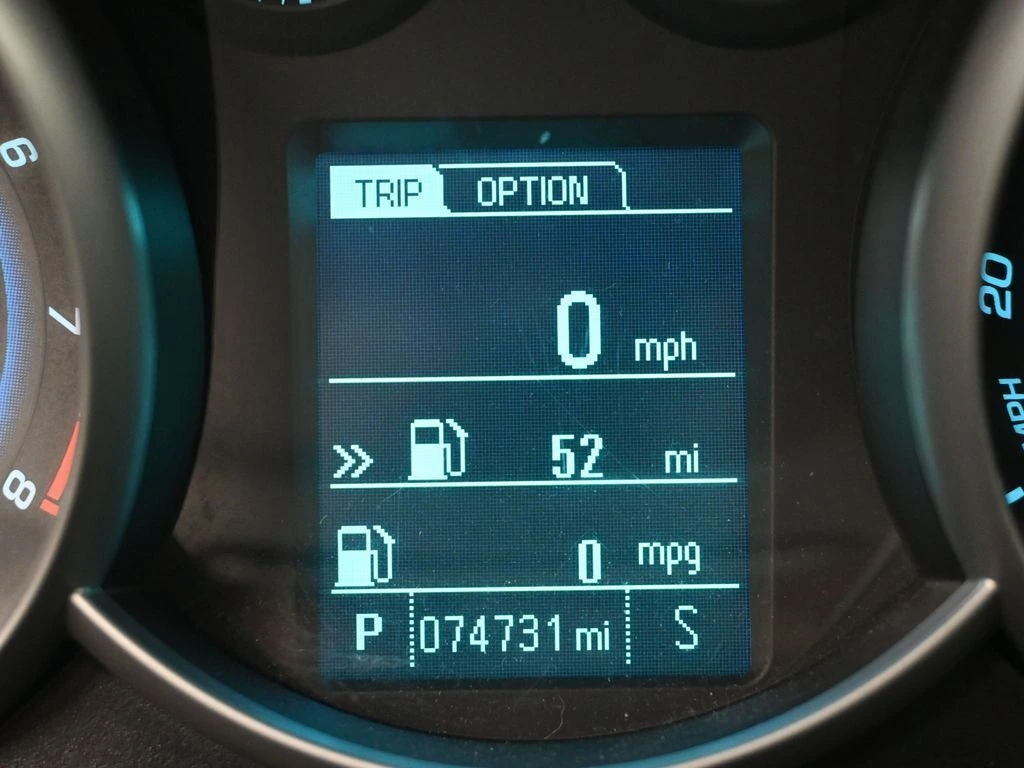 TRIP OPTION
0 mph
52 mi
0 mpg
P 074731 mi S
6
7
8
20
MPH